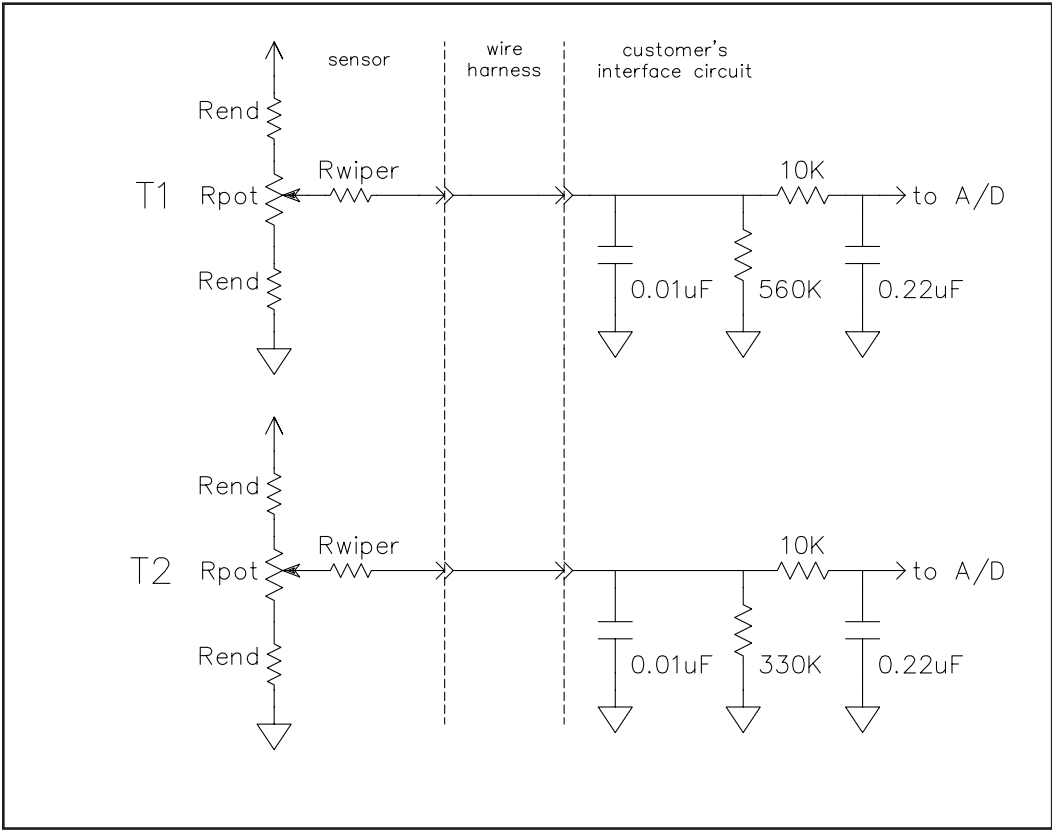 sensor
wire
harness
customer's
interface circuit
Rend
Rwiper
10K
T1
Rpot
to A/D
Rend
0.01uF
560K
0.22uF
Rend
Rwiper
10K
T2
Rpot
to A/D
Rend
0.01uF
330K
0.22uF